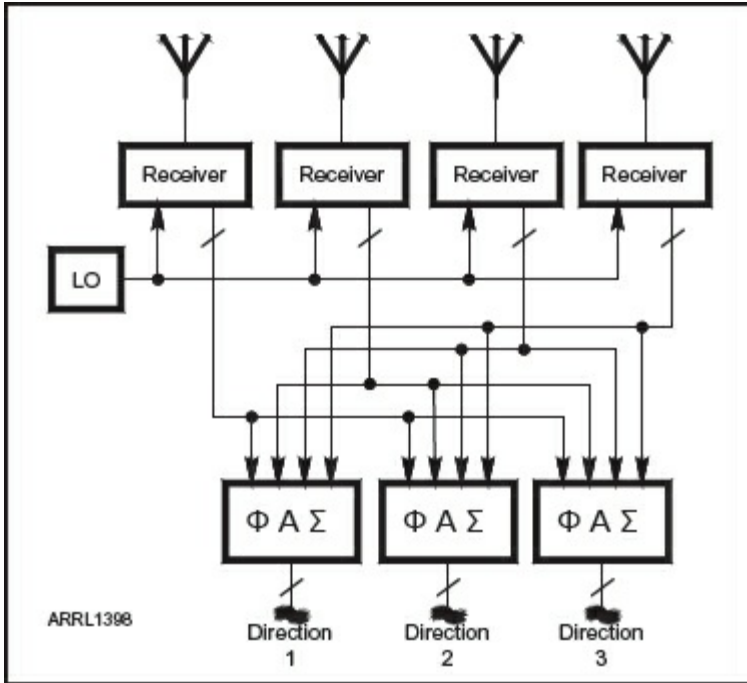 Receiver Receiver Receiver Receiver
LO
Φ Α Σ Φ Α Σ Φ Α Σ
ARRL1398
Direction 1
Direction 2
Direction 3